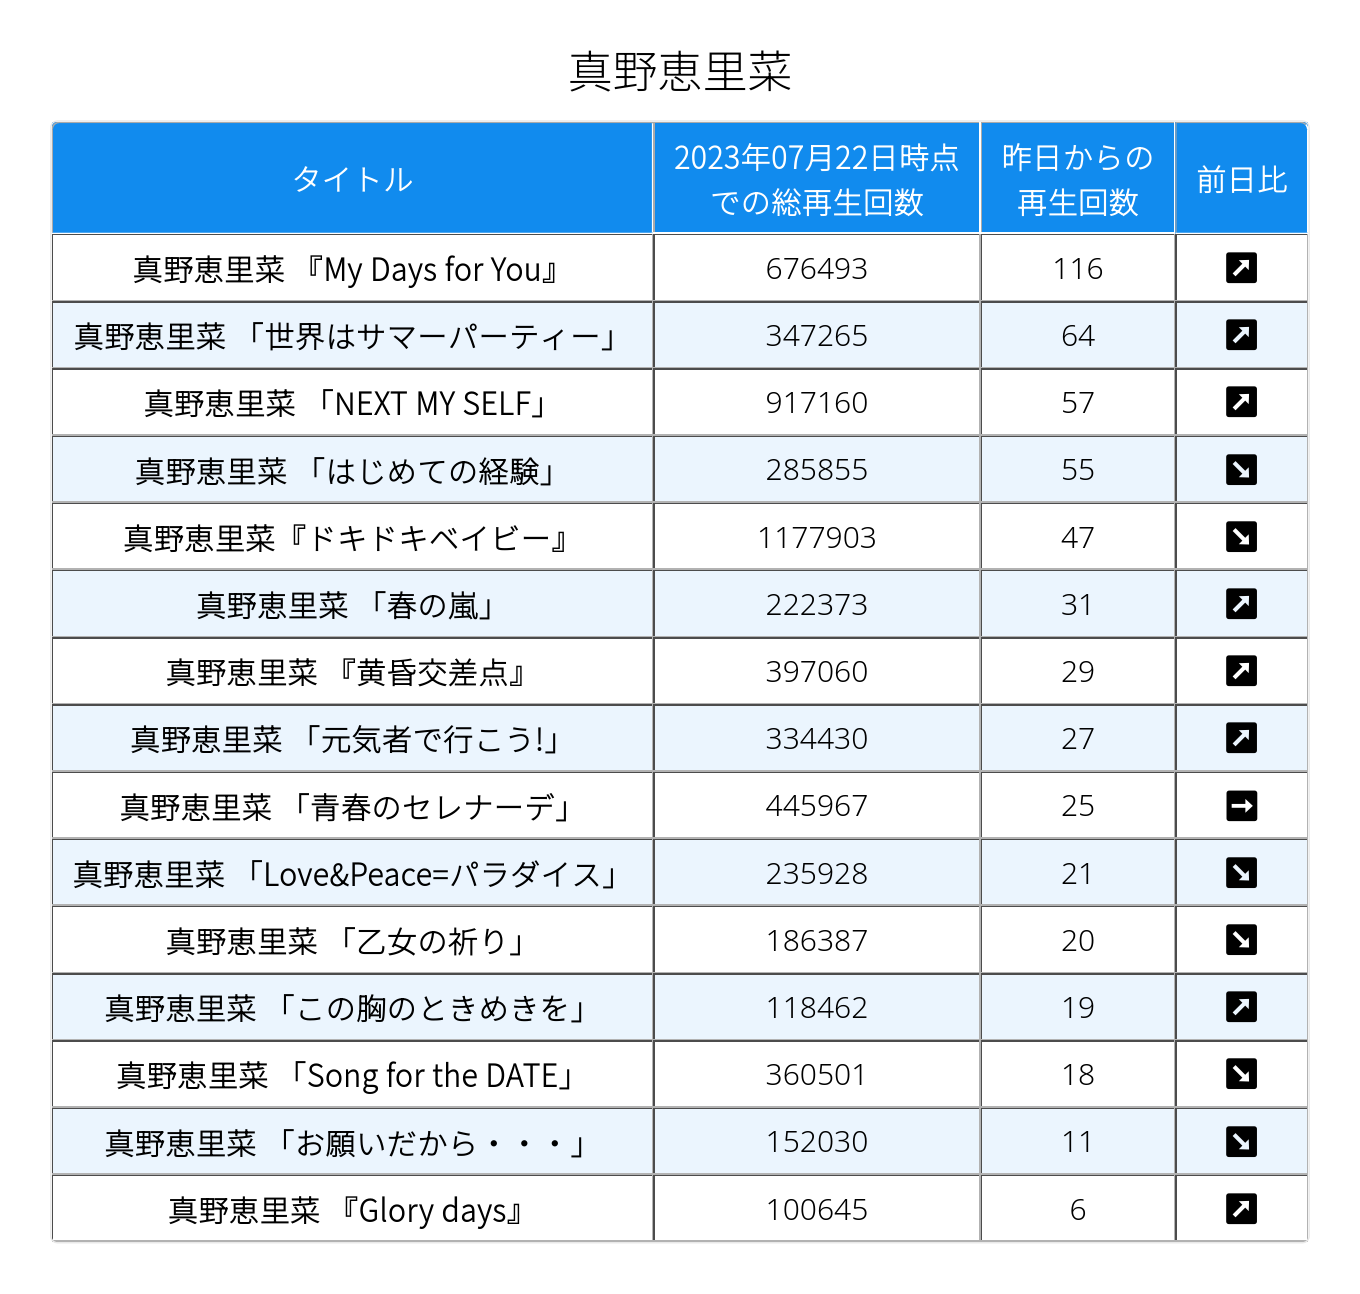 真野恵里菜
タイトル 2023年07月22日時点での総再生回数 昨日からの再生回数 前日比
真野恵里菜 『My Days for You』 676493 116 ↗
真野恵里菜 「世界はサマーパーティー」 347265 64 ↗
真野恵里菜 「NEXT MY SELF」 917160 57 ↗
真野恵里菜 「はじめての経験」 285855 55 ↘
真野恵里菜『ドキドキベイビー』 1177903 47 ↘
真野恵里菜 「春の嵐」 222373 31 ↗
真野恵里菜 『黄昏交差点』 397060 29 ↗
真野恵里菜 「元気者で行こう!」 334430 27 ↗
真野恵里菜 「青春のセレナーデ」 445967 25 →
真野恵里菜 「Love&Peace=パラダイス」 235928 21 ↘
真野恵里菜 「乙女の祈り」 186387 20 ↘
真野恵里菜 「この胸のときめきを」 118462 19 ↗
真野恵里菜 「Song for the DATE」 360501 18 ↘
真野恵里菜 「お願いだから・・・」 152030 11 ↘
真野恵里菜 『Glory days』 100645 6 ↗